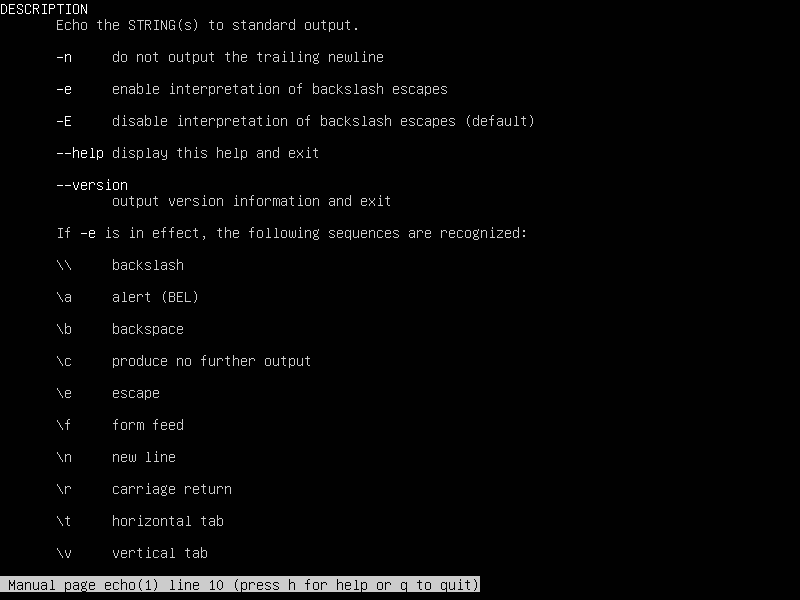 DESCRIPTION
Echo the STRING(s) to standard output.
-n do not output the trailing newline
-e enable interpretation of backslash escapes
-E disable interpretation of backslash escapes (default)
--help display this help and exit
--version
output version information and exit
If -e is in effect, the following sequences are recognized:
\\ backslash
\a alert (BEL)
\b backspace
\c produce no further output
\e escape
\f form feed
\n new line
\r carriage return
\t horizontal tab
\v vertical tab
Manual page echo(1) line 10 (press h for help or q to quit)